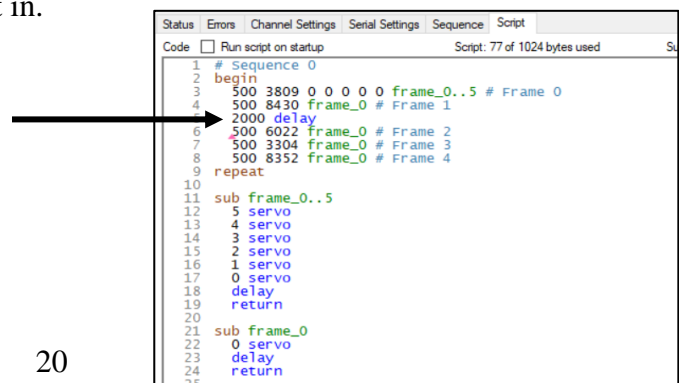 t in.
Status Errors Channel Settings Serial Settings Sequence Script
Code Run script on startup Script: 77 of 1024 bytes used
1 # Sequence 0
2 begin
3 500 3809 0 0 0 0 0 frame_0..5 # Frame 0
4 500 8430 frame_0 # Frame 1
5 2000 delay
6 500 6022 frame_0 # Frame 2
7 500 3304 frame_0 # Frame 3
8 500 8352 frame_0 # Frame 4
9 repeat
10
11 sub frame_0..5
12 5 servo
13 4 servo
14 3 servo
15 2 servo
16 1 servo
17 0 servo
18 delay
19 return
20
21 sub frame_0
22 0 servo
23 delay
24 return
20